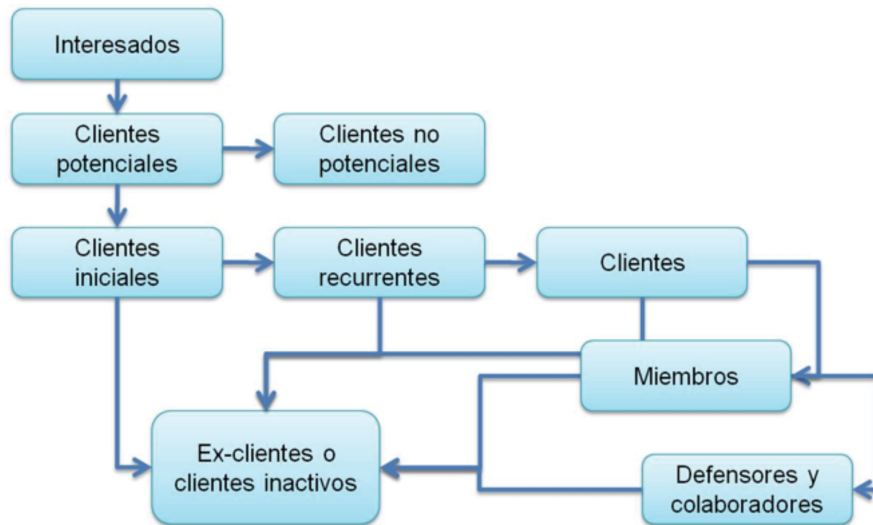 Interesados
Clientes
potenciales
Clientes no
potenciales
Clientes
iniciales
Clientes
recurrentes
Clientes
Miembros
Ex-clientes o
clientes inactivos
Defensores y
colaboradores